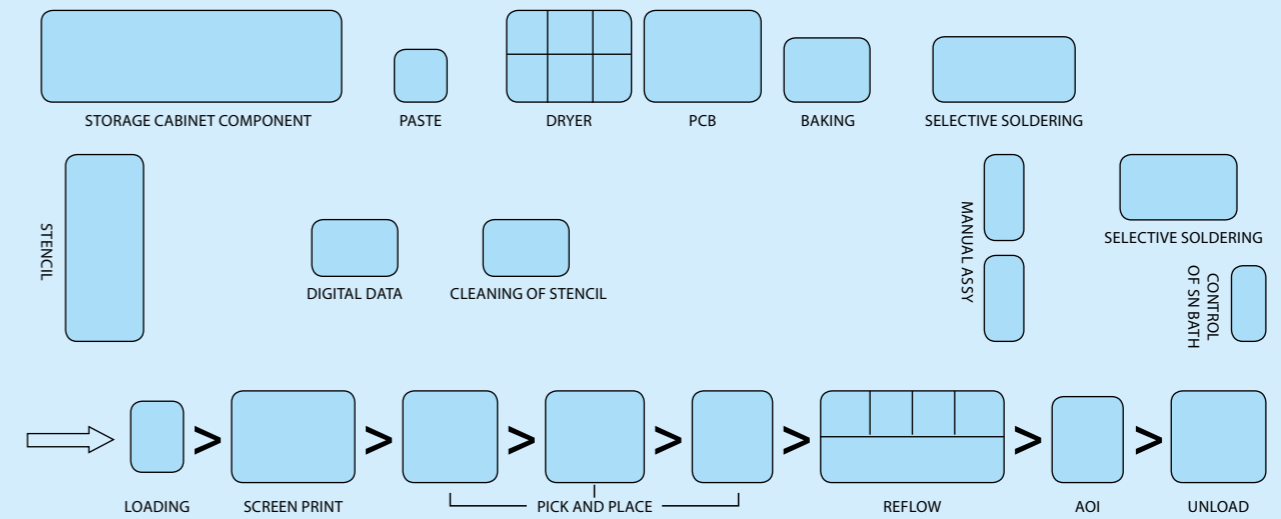 STORAGE CABINET COMPONENT
PASTE
DRYER
PCB
BAKING
SELECTIVE SOLDERING
STENCIL
DIGITAL DATA
CLEANING OF STENCIL
MANUAL ASSY
SELECTIVE SOLDERING
CONTROL
OF SN BATH
> > > > > > >
LOADING
SCREEN PRINT
PICK AND PLACE
REFLOW
AOI
UNLOAD